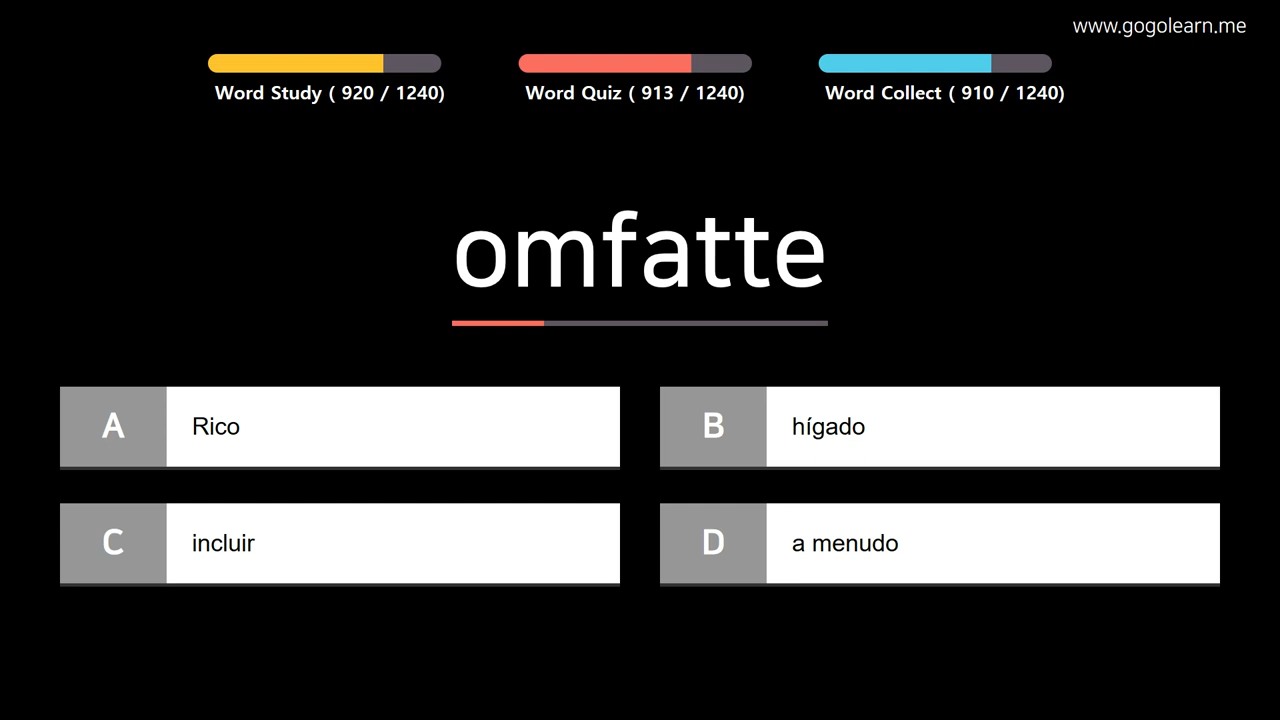 www.gogolearn.me
Word Study ( 920 / 1240)
Word Quiz ( 913 / 1240)
Word Collect ( 910 / 1240)
omfatte
A Rico
B hígado
C incluir
D a menudo